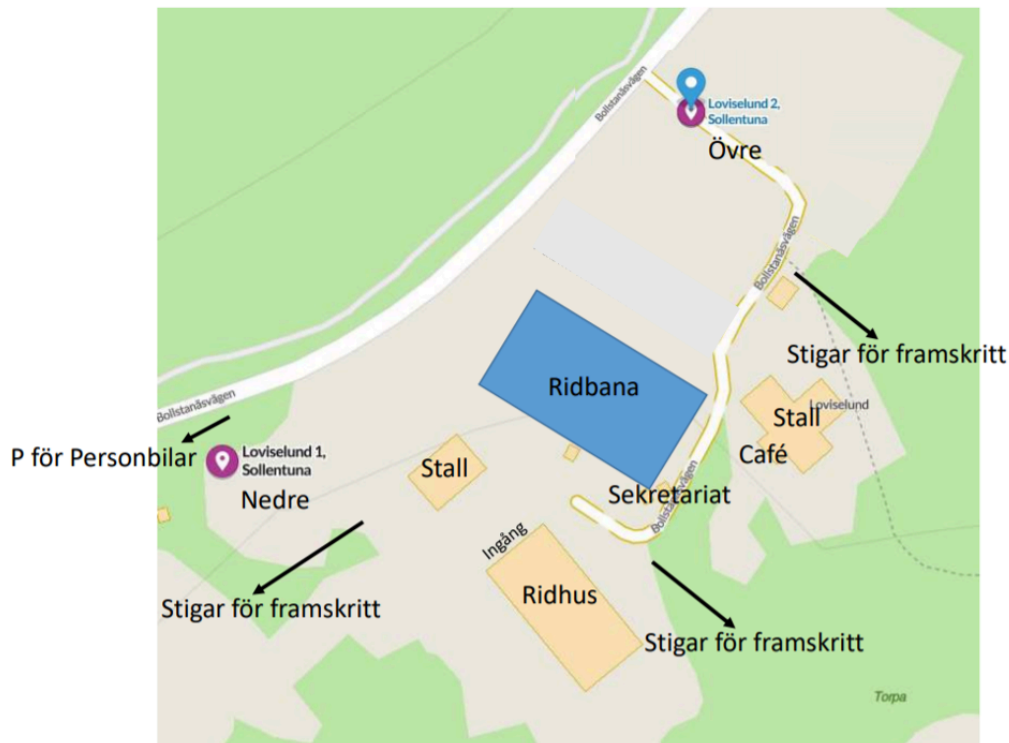 Bollstanäsvägen
Loviselund 2,
Sollentuna
Övre
Bollstanäsvägen
Stigar för framskritt
Ridbana
Bollstanäsvägen
Loviselund
Stall
Café
P för Personbilar
Loviselund 1,
Sollentuna
Nedre
Stall
Sekretariat
Bollstanäsvägen
Ingång
Ridhus
Stigar för framskritt
Stigar för framskritt
Torpa